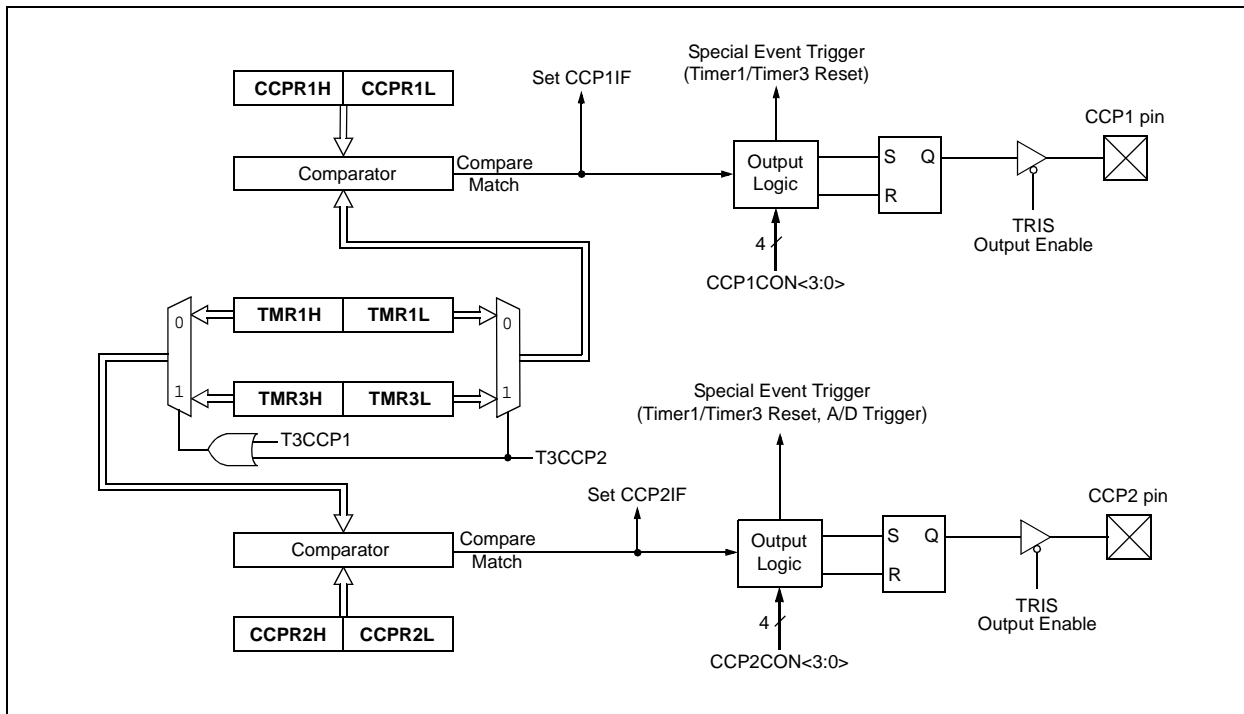 CCPR1H CCPR1L
Comparator
Compare
Match
Set CCP1IF
Special Event Trigger
(Timer1/Timer3 Reset)
Output
Logic
S Q
R
CCP1 pin
TRIS
Output Enable
4
CCP1CON<3:0>
0
1
TMR1H TMR1L
TMR3H TMR3L
0
1
T3CCP1
T3CCP2
Special Event Trigger
(Timer1/Timer3 Reset, A/D Trigger)
Set CCP2IF
Comparator
Compare
Match
CCPR2H CCPR2L
Output
Logic
S Q
R
CCP2 pin
TRIS
Output Enable
4
CCP2CON<3:0>